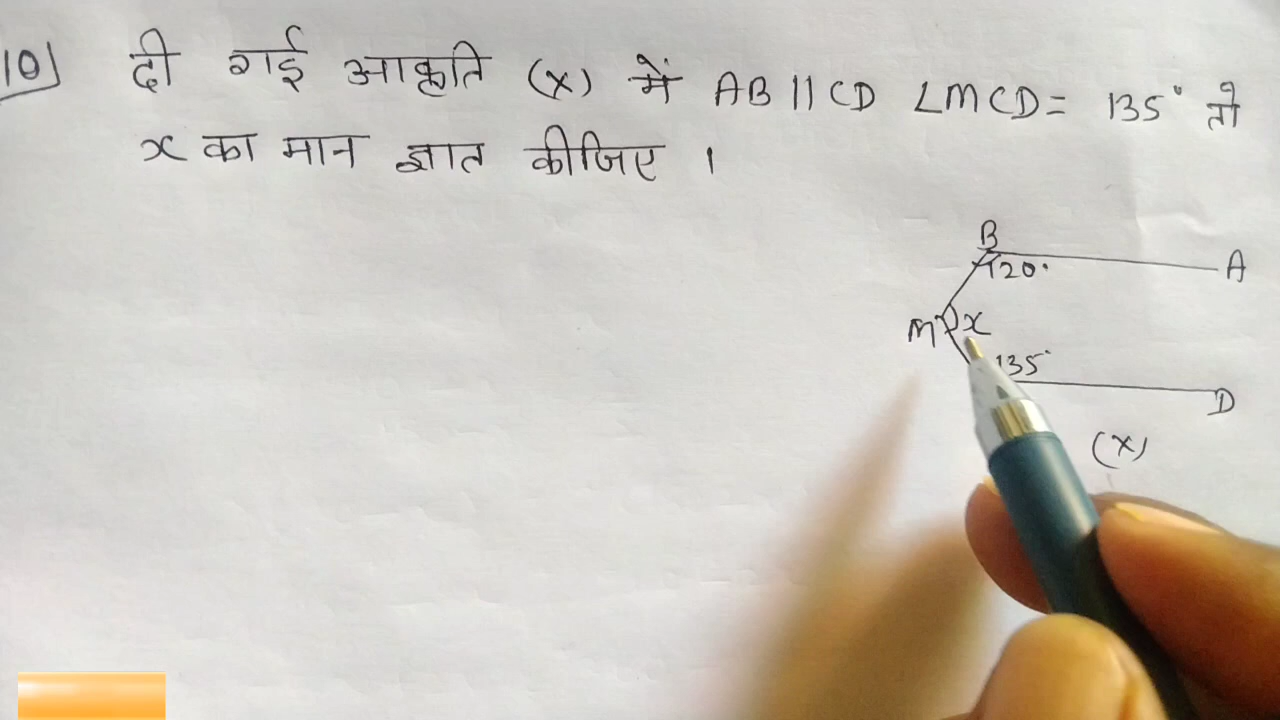 10) दी गई आकृति (x) में AB || CD ∠MCD = 135° तो
x का मान ज्ञात कीजिए ।
B
120°
A
M x
135°
D
(x)